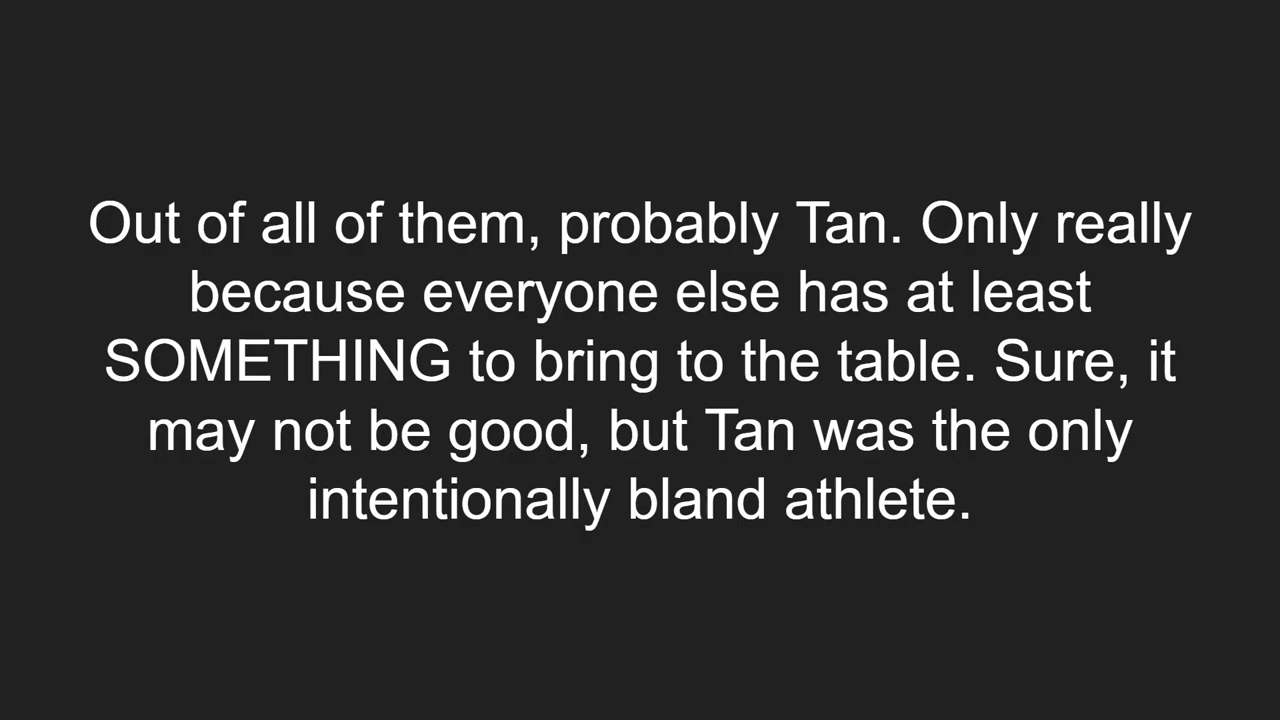 Out of all of them, probably Tan. Only really
because everyone else has at least
SOMETHING to bring to the table. Sure, it
may not be good, but Tan was the only
intentionally bland athlete.